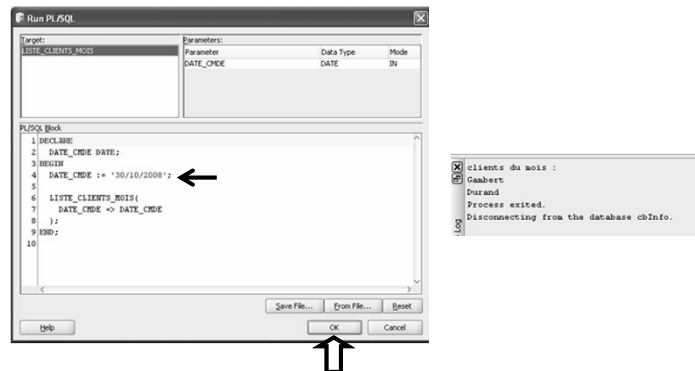 Run PL/SQL
Target:
LISTE_CLIENTS_MOIS
Parameters:
Parameter Data Type Mode
DATE_CMDE DATE IN
PL/SQL Block
1 DECLARE
2 DATE_CMDE DATE;
3 BEGIN
4 DATE_CMDE := '30/10/2008';
5
6 LISTE_CLIENTS_MOIS(
7 DATE_CMDE => DATE_CMDE
8 );
9 END;
10
Save File... From File... Reset
Help OK Cancel
clients du mois :
Gambert
Durand
Process exited.
Disconnecting from the database cbInfo.
Log